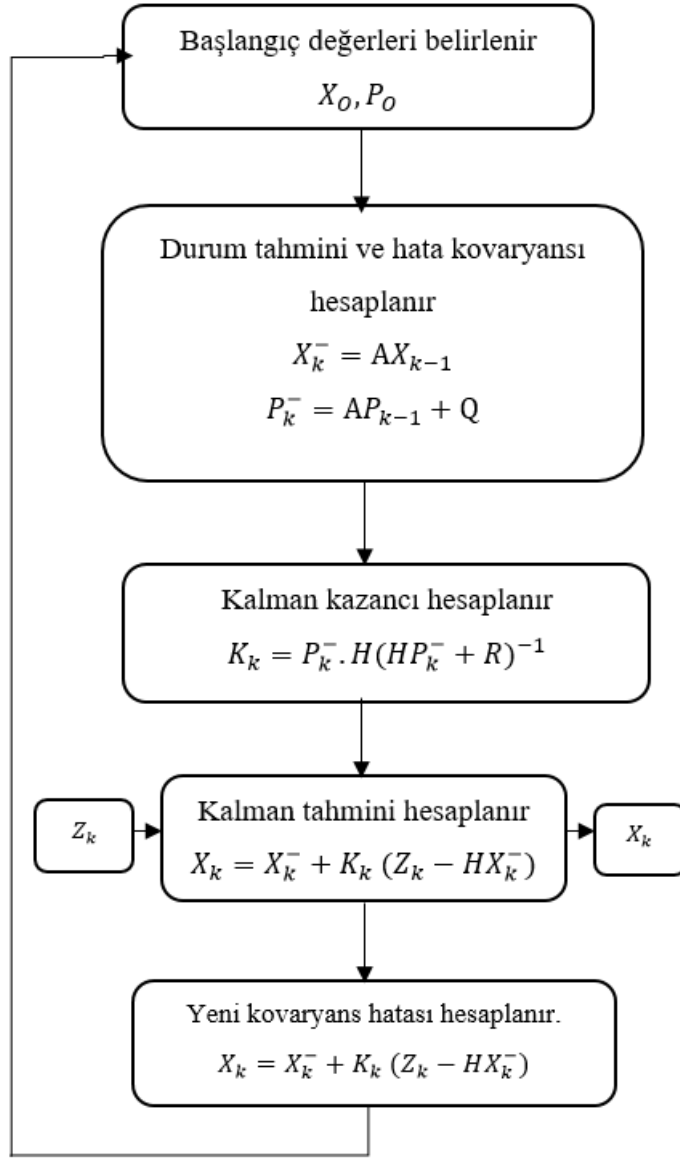 Başlangıç değerleri belirlenir
X_O, P_O
Durum tahmini ve hata kovaryansı
hesaplanır
X_k^- = AX_{k-1}
P_k^- = AP_{k-1} + Q
Kalman kazancı hesaplanır
K_k = P_k^-.H(HP_k^- + R)^{-1}
Z_k
Kalman tahmini hesaplanır
X_k = X_k^- + K_k (Z_k − HX_k^-)
X_k
Yeni kovaryans hatası hesaplanır.
X_k = X_k^- + K_k (Z_k − HX_k^-)